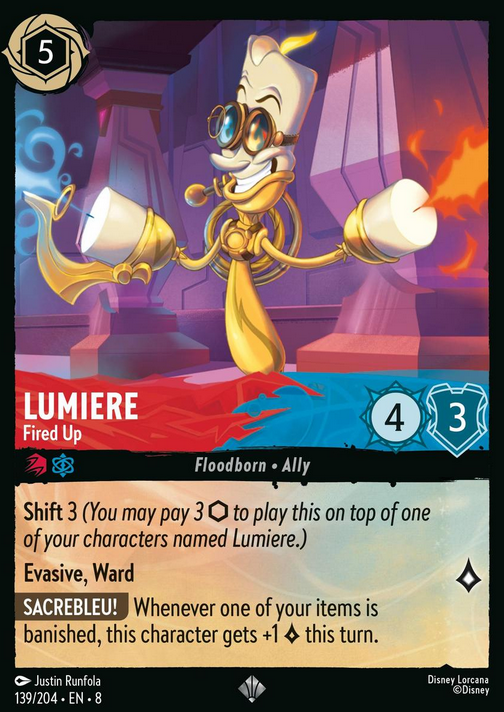 5
LUMIERE
Fired Up
4
3
Floodborn • Ally
Shift 3 (You may pay 3 to play this on top of one
of your characters named Lumiere.)
Evasive, Ward
SACREBLEU! Whenever one of your items is
banished, this character gets +1 this turn.
Justin Runfola
139/204 • EN • 8
Disney Lorcana
©Disney